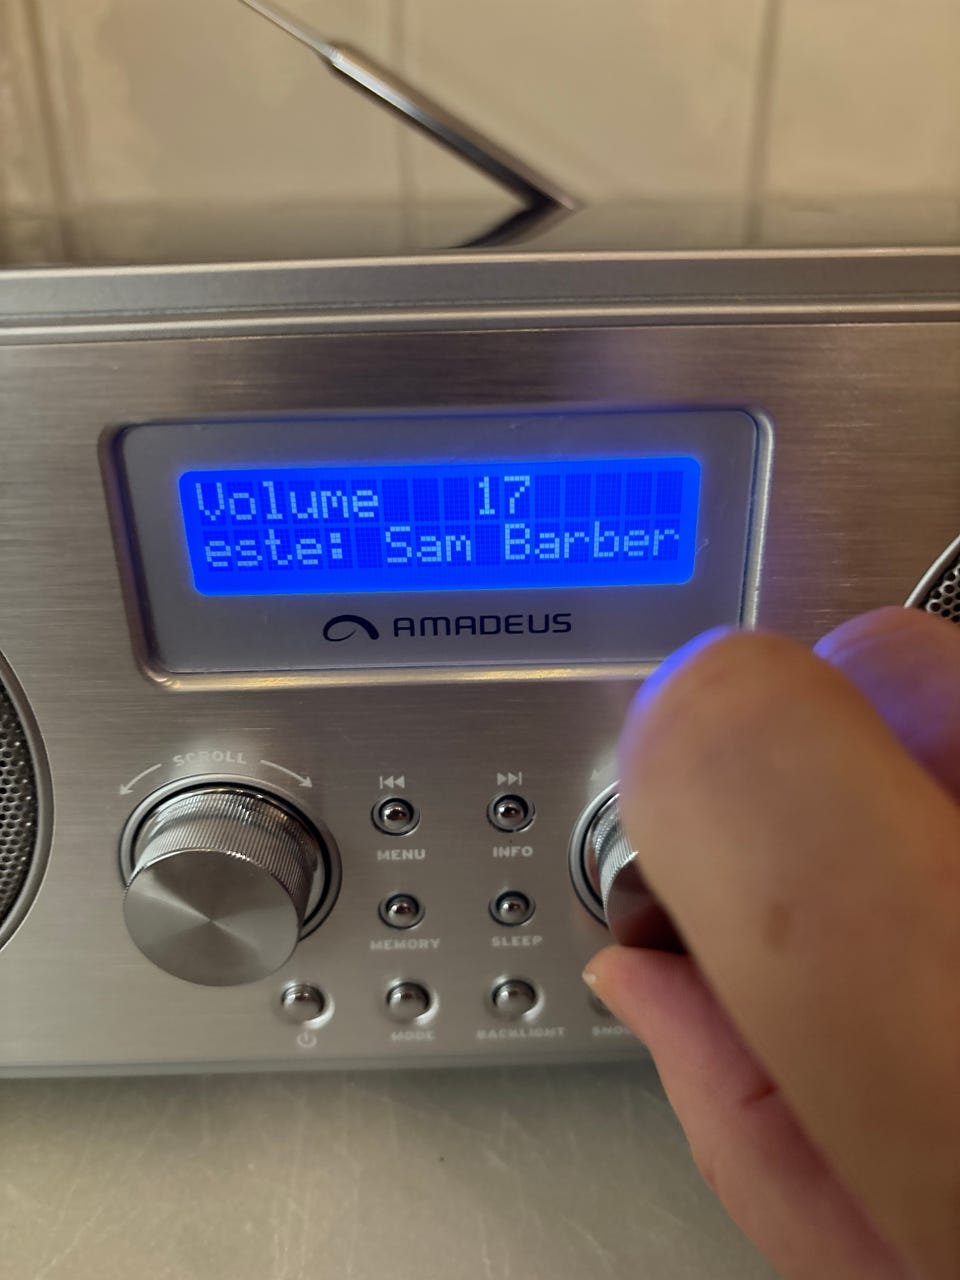 Volume 17
este: Sam Barber
AMADEUS
SCROLL
MENU INFO
MEMORY SLEEP
MODE BACKLIGHT